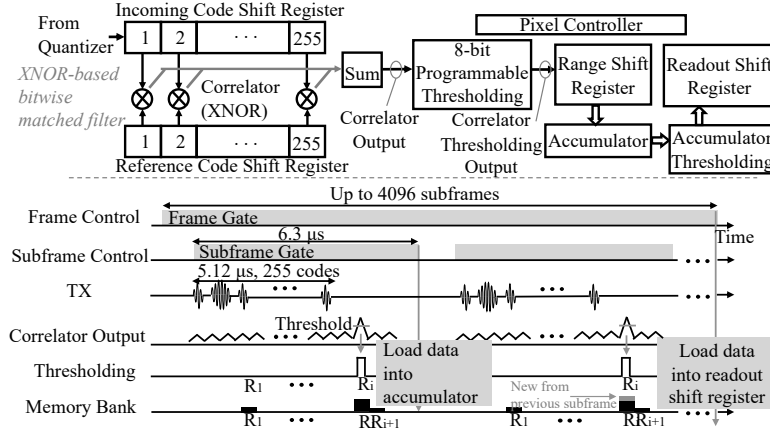 Incoming Code Shift Register
From
Quantizer
1 2 · · · 255
XNOR-based
bitwise
matched filter
Correlator
(XNOR)
1 2 · · · 255
Reference Code Shift Register
Sum
Correlator
Output
8-bit
Programmable
Thresholding
Correlator
Thresholding
Output
Pixel Controller
Range Shift
Register
Readout Shift
Register
Accumulator
Accumulator
Thresholding
Up to 4096 subframes
Frame Control
Frame Gate
Time
6.3 μs
Subframe Control
Subframe Gate
5.12 μs, 255 codes
TX
Correlator Output
Threshold
Thresholding
R1
Ri
Ri
Load data
into
accumulator
Load data
into readout
shift register
New from
previous subframe
Memory Bank
R1
RRi+1
R1
RRi+1